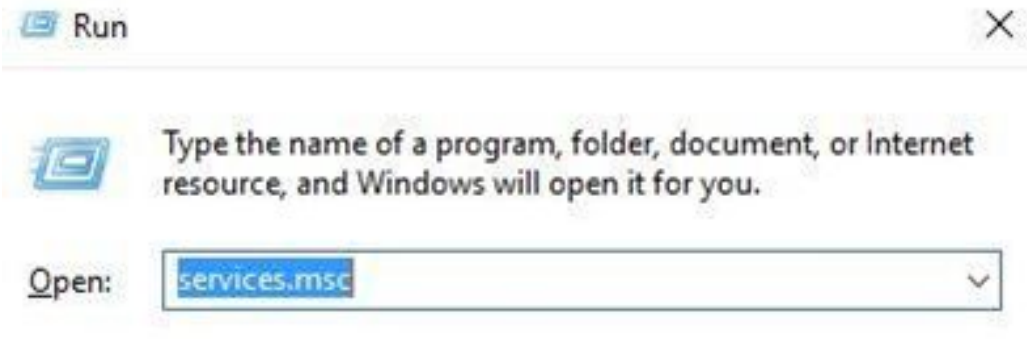 Run
Type the name of a program, folder, document, or Internet
resource, and Windows will open it for you.
Open: services.msc